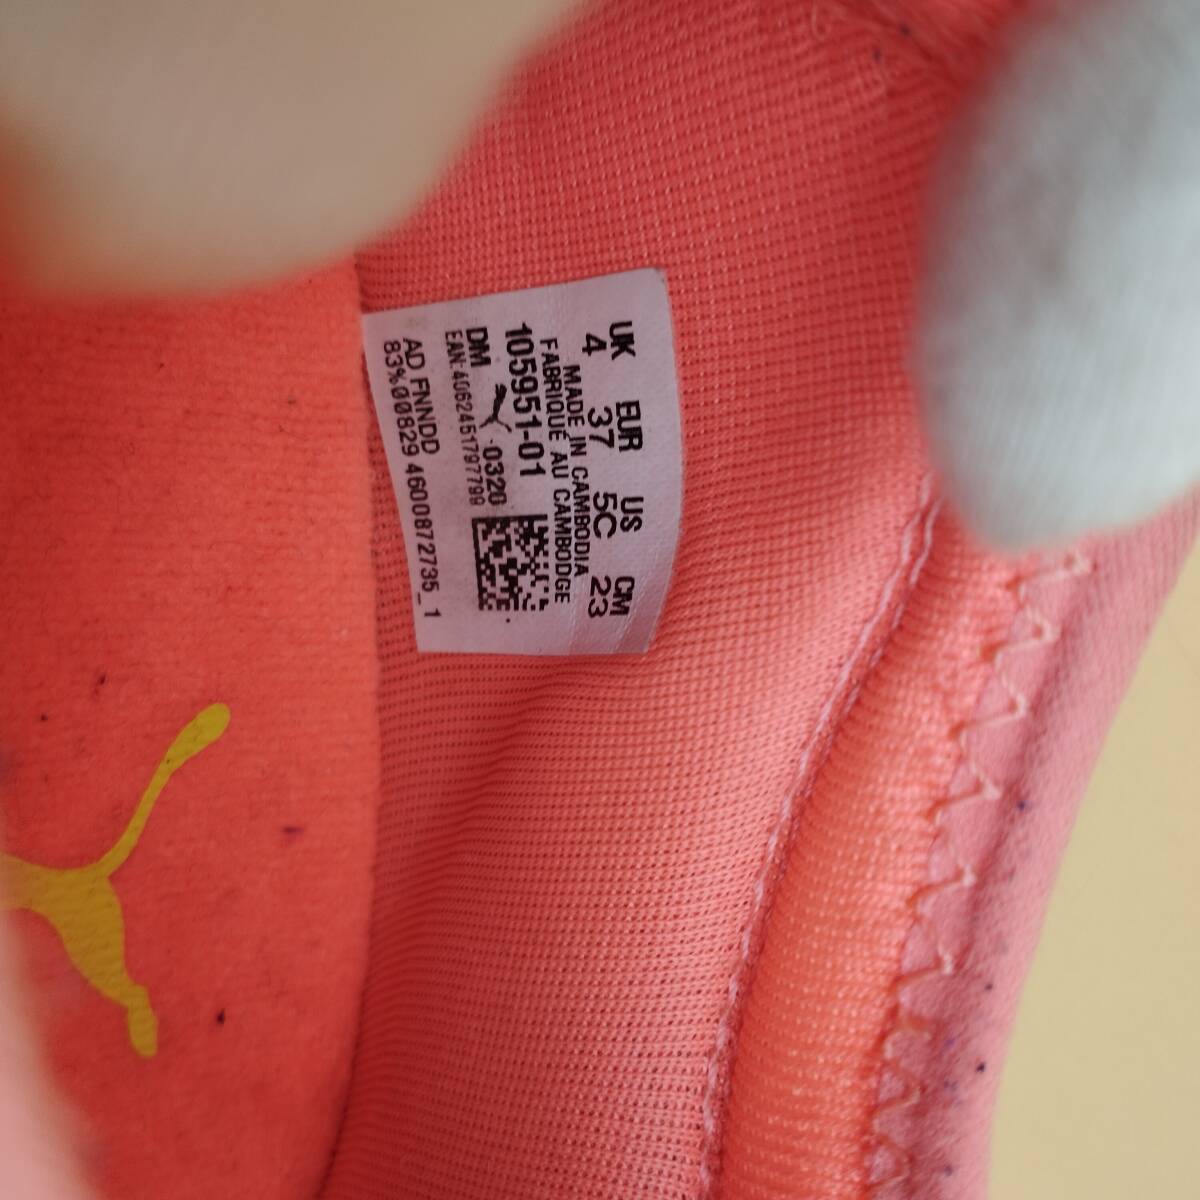 UK EUR US CM
4 37 5C 23
MADE IN CAMBODIA
FABRIQUÉ AU CAMBODGE
105951-01
DM 0320
EAN:4062451797799
AD FNNDD
83%00829 4600872735_1